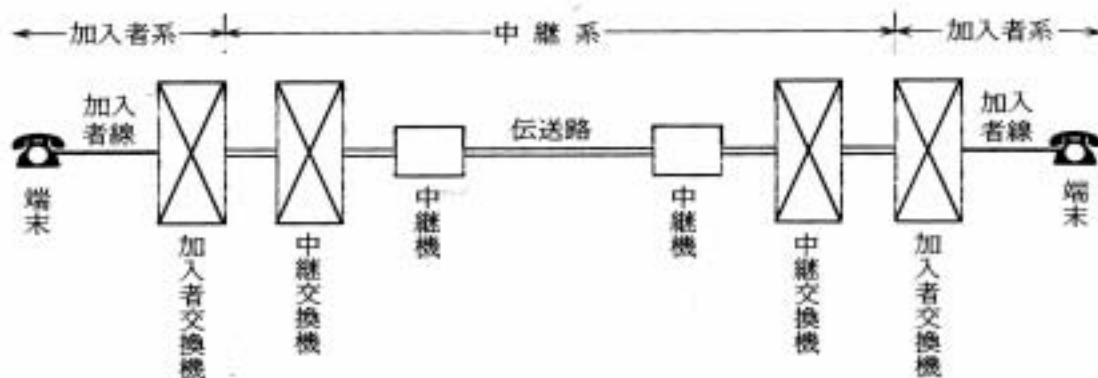 加入者系
中継系
加入者系
加入
者線
伝送路
加入
者線
端末
中継機
中継機
端末
加入者交換機
中継交換機
中継交換機
加入者交換機